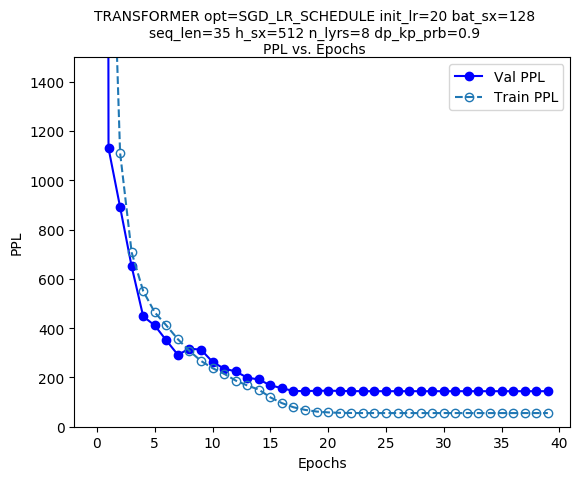 TRANSFORMER opt=SGD_LR_SCHEDULE init_lr=20 bat_sx=128
seq_len=35 h_sx=512 n_lyrs=8 dp_kp_prb=0.9
PPL vs. Epochs
Val PPL
Train PPL
1400
1200
1000
800
600
400
200
0
PPL
0 5 10 15 20 25 30 35 40
Epochs